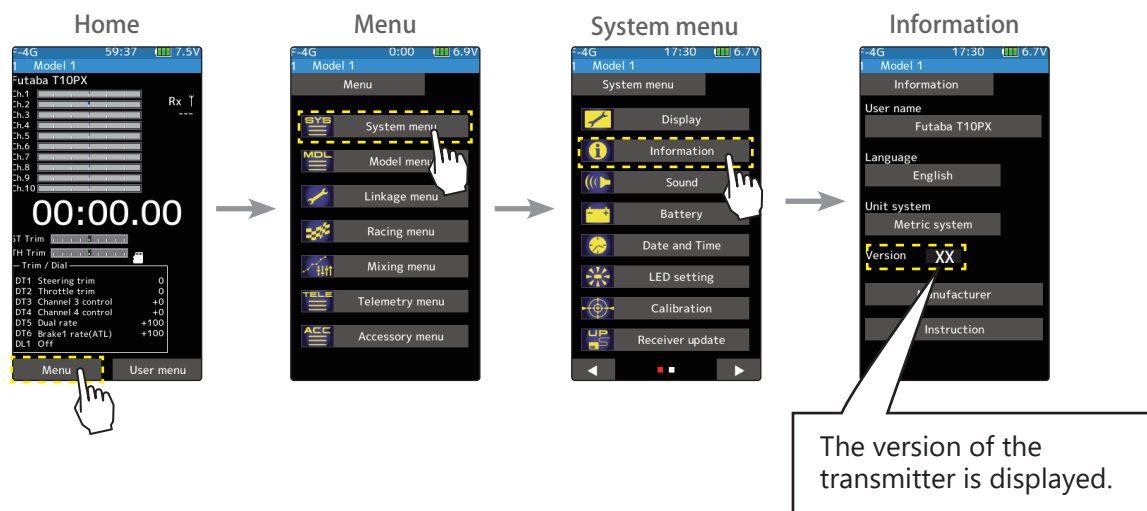 Home
F-4G 59:37 7.5V
1 Model 1
Futaba T10PX
Ch.1
Ch.2
Ch.3
Ch.4
Ch.5
Ch.6
Ch.7
Ch.8
Ch.9
Ch.10
Rx
---
00:00.00
ST Trim
TH Trim
Trim / Dial
DT1 Steering trim 0
DT2 Throttle trim 0
DT3 Channel 3 control +0
DT4 Channel 4 control +0
DT5 Dual rate +100
DT6 Brake1 rate(ATL) +100
DL1 Off
Menu User menu
Menu
F-4G 0:00 6.9V
1 Model 1
Menu
SYS System menu
MDL Model menu
Linkage menu
Racing menu
Mixing menu
TELE Telemetry menu
ACC Accessory menu
System menu
F-4G 17:30 6.7V
1 Model 1
System menu
Display
Information
Sound
Battery
Date and Time
LED setting
Calibration
UP Receiver update
Information
F-4G 17:30 6.7V
1 Model 1
Information
User name
Futaba T10PX
Language
English
Unit system
Metric system
Version XX
Manufacturer
Instruction
The version of the
transmitter is displayed.